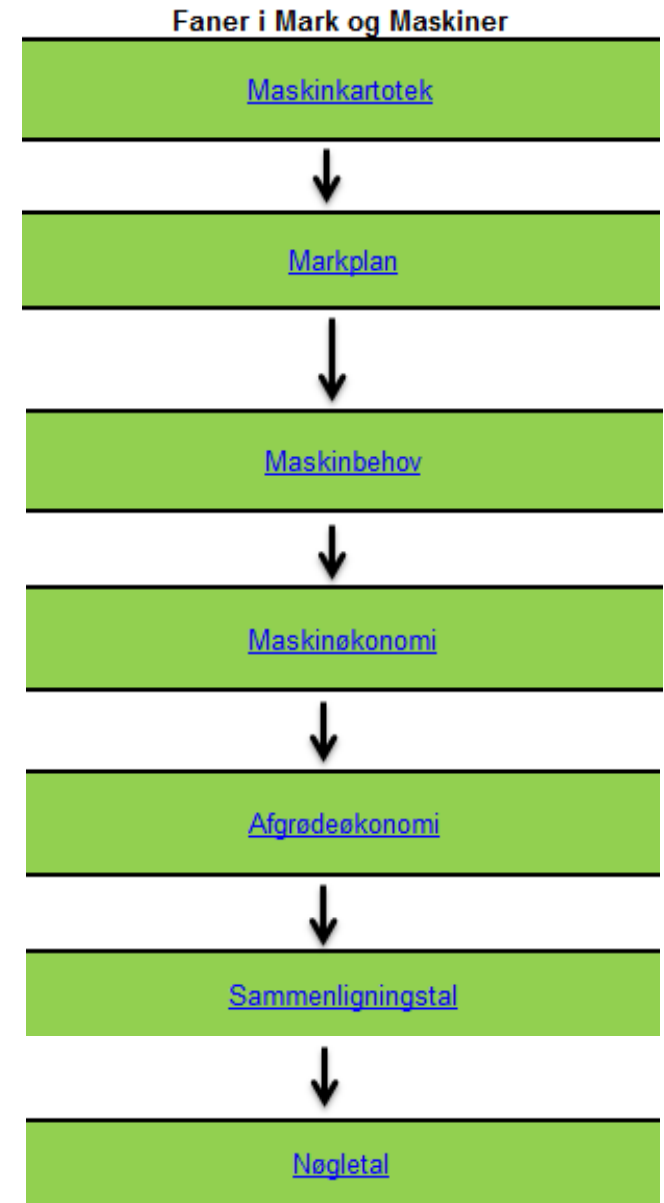 Faner i Mark og Maskiner
Maskinkartotek
Markplan
Maskinbehov
Maskinøkonomi
Afgrødeøkonomi
Sammenligningstal
Nøgletal